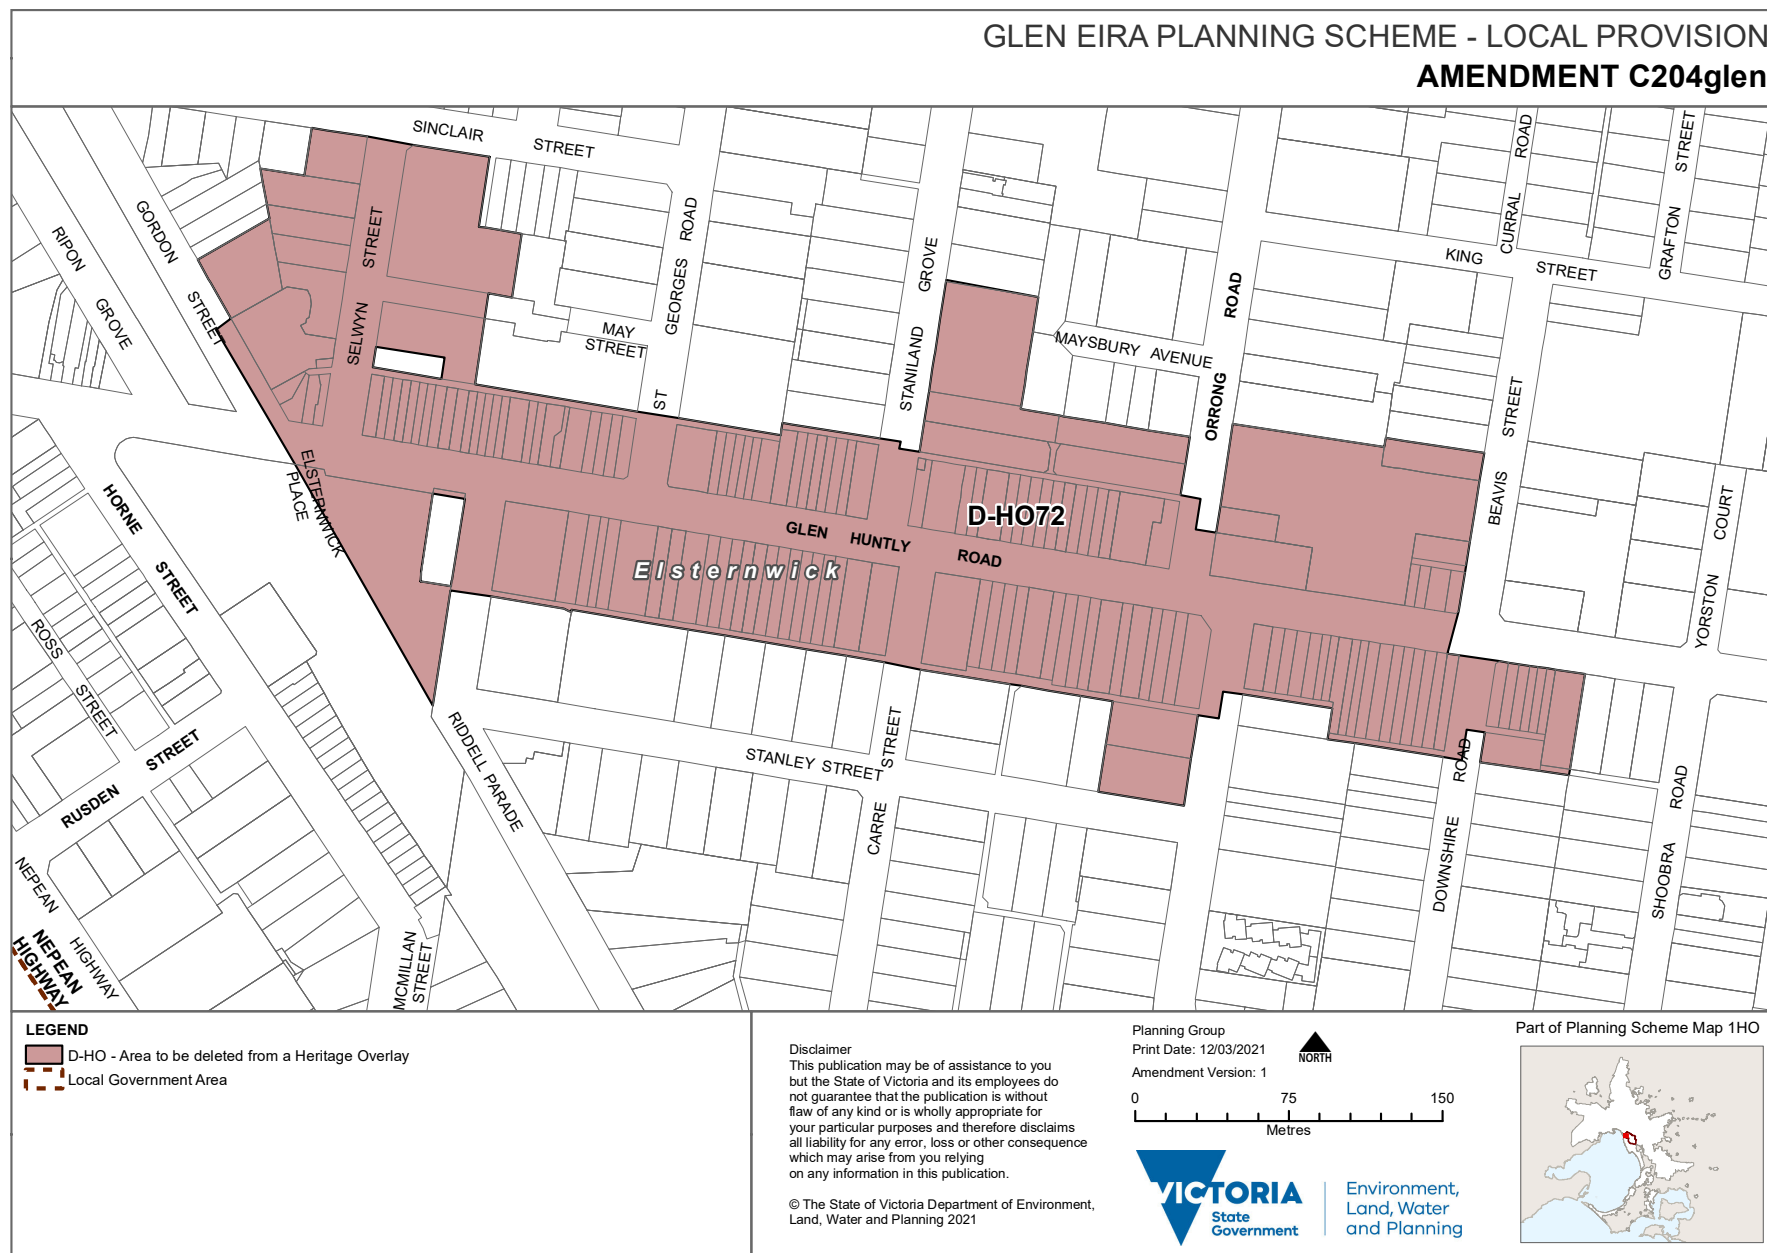 GLEN EIRA PLANNING SCHEME - LOCAL PROVISION
AMENDMENT C204glen
SINCLAIR STREET
GORDON STREET
RIPON GROVE
SELWYN STREET
ST GEORGES ROAD
MAY STREET
STANILAND GROVE
MAYSBURY AVENUE
ORRONG ROAD
KING STREET
CURRAL ROAD
GRAFTON STREET
BEAVIS STREET
YORSTON COURT
ELSTERNWICK PLACE
HORNE STREET
ROSS STREET
RUSDEN STREET
D-HO72
GLEN HUNTLY ROAD
Elsternwick
RIDDELL PARADE
STANLEY STREET
CARRE STREET
DOWNSHIRE ROAD
SHOOBRA ROAD
NEPEAN HIGHWAY
NEPEAN HIGHWAY
MCMILLAN STREET
LEGEND
D-HO - Area to be deleted from a Heritage Overlay
Local Government Area
Disclaimer
This publication may be of assistance to you
but the State of Victoria and its employees do
not guarantee that the publication is without
flaw of any kind or is wholly appropriate for
your particular purposes and therefore disclaims
all liability for any error, loss or other consequence
which may arise from you relying
on any information in this publication.
© The State of Victoria Department of Environment,
Land, Water and Planning 2021
Planning Group
Print Date: 12/03/2021
Amendment Version: 1
NORTH
0 75 150
Metres
VICTORIA
State
Government
Environment,
Land, Water
and Planning
Part of Planning Scheme Map 1HO